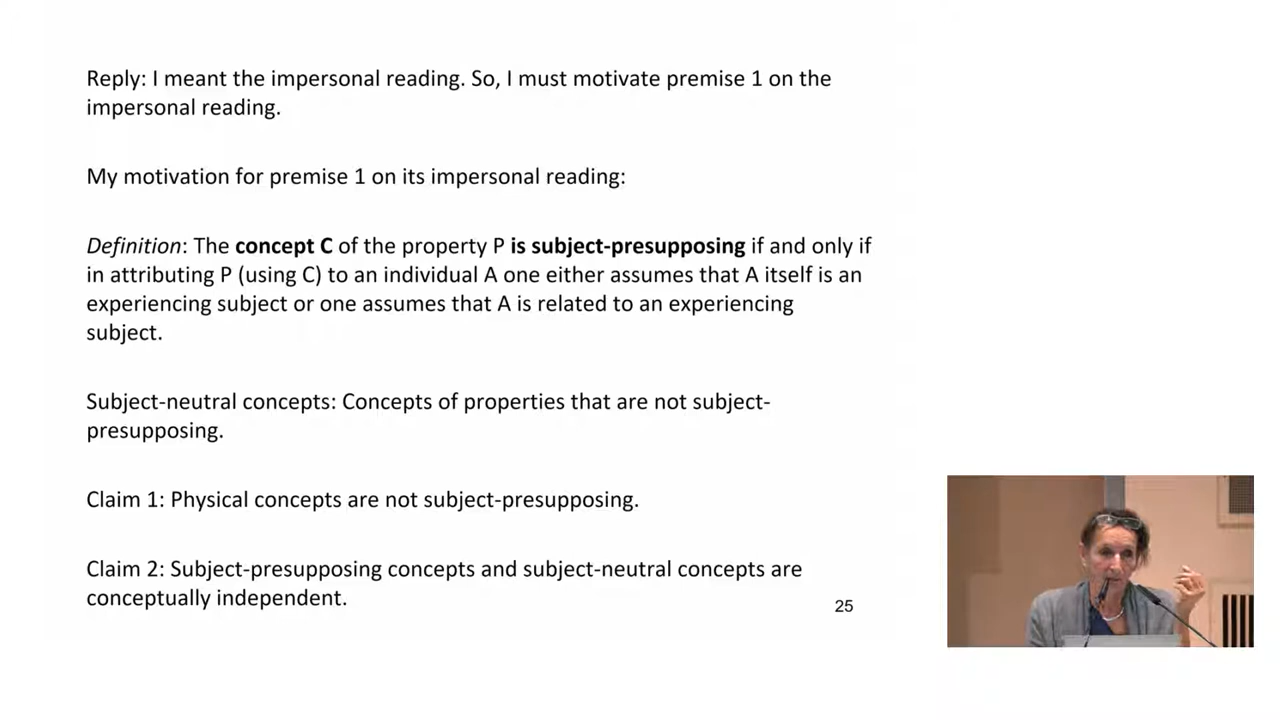 Reply: I meant the impersonal reading. So, I must motivate premise 1 on the
impersonal reading.
My motivation for premise 1 on its impersonal reading:
Definition: The concept C of the property P is subject-presupposing if and only if
in attributing P (using C) to an individual A one either assumes that A itself is an
experiencing subject or one assumes that A is related to an experiencing
subject.
Subject-neutral concepts: Concepts of properties that are not subject-
presupposing.
Claim 1: Physical concepts are not subject-presupposing.
Claim 2: Subject-presupposing concepts and subject-neutral concepts are
conceptually independent.
25